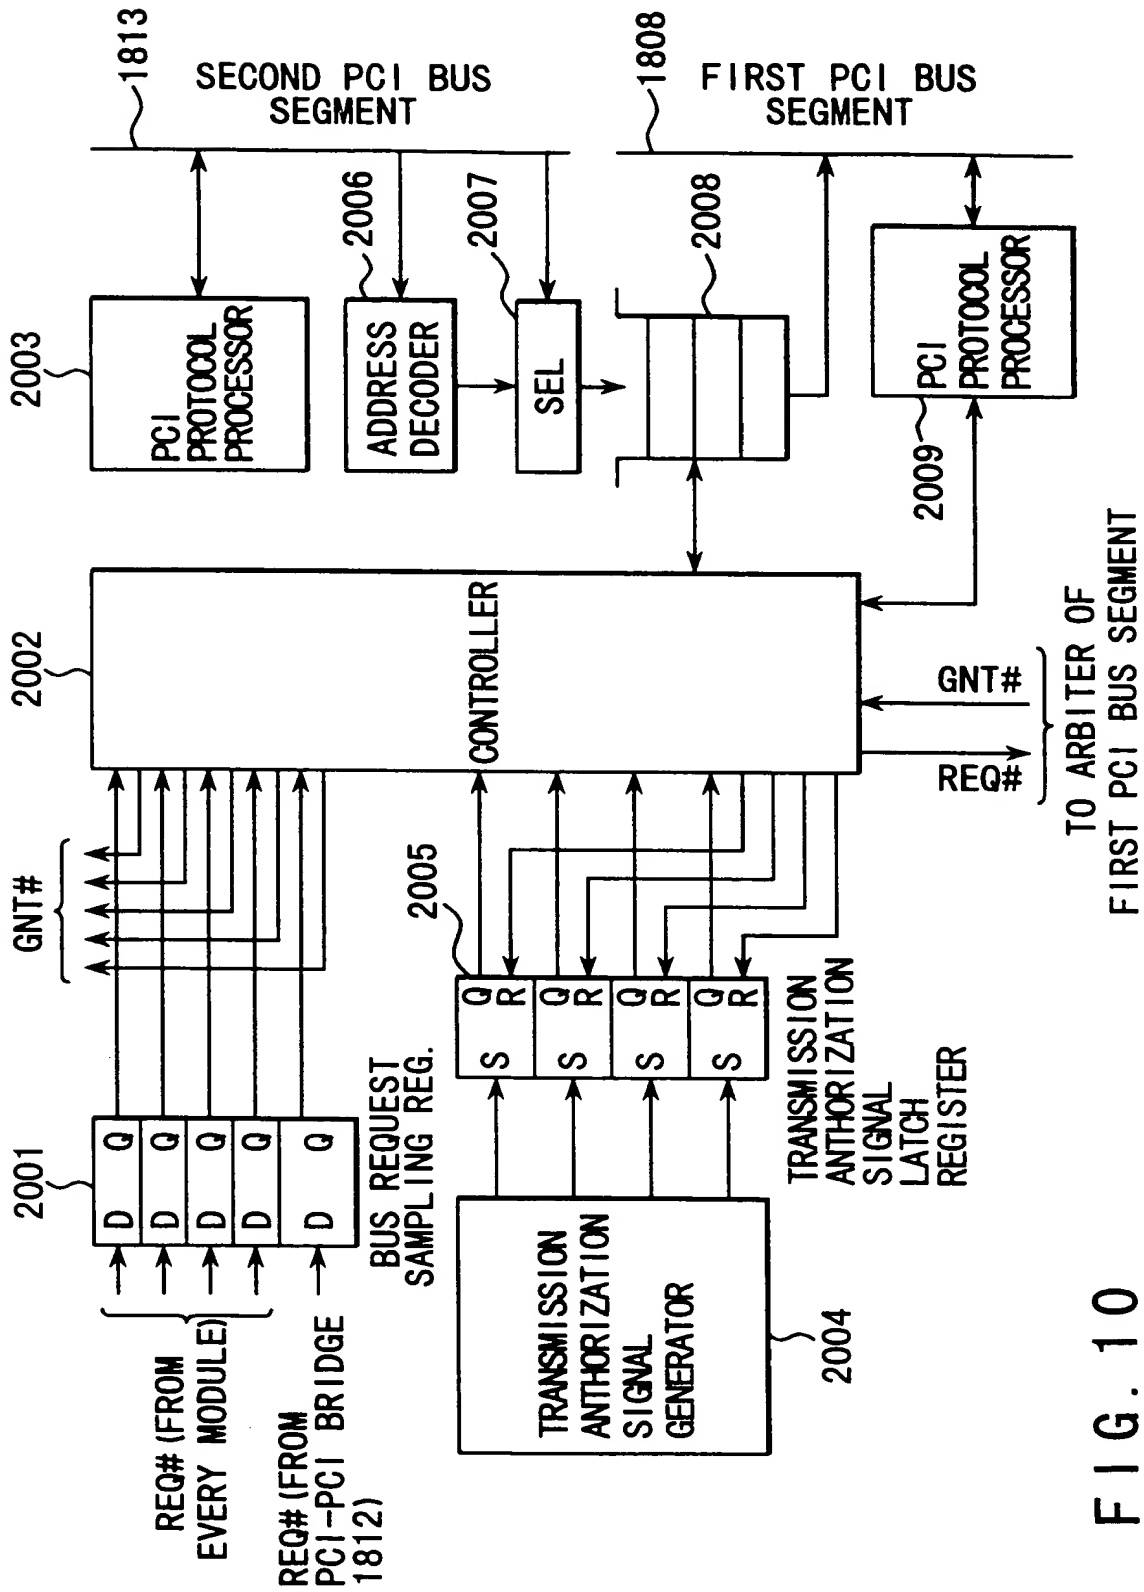 REQ# (FROM
EVERY MODULE)
REQ# (FROM
PCI-PCI BRIDGE
1812)
2001
D Q
D Q
D Q
D Q
D Q
BUS REQUEST
SAMPLING REG.
GNT#
2002
CONTROLLER
2003
PCI
PROTOCOL
PROCESSOR
1813
SECOND PCI BUS
SEGMENT
2006
ADDRESS
DECODER
2007
SEL
2008
1808
FIRST PCI BUS
SEGMENT
2009
PCI
PROTOCOL
PROCESSOR
TRANSMISSION
ANTHORIZATION
SIGNAL
GENERATOR
2004
2005
S Q R
S Q R
S Q R
S Q R
TRANSMISSION
ANTHORIZATION
SIGNAL
LATCH
REGISTER
REQ#
GNT#
TO ARBITER OF
FIRST PCI BUS SEGMENT
FIG. 10